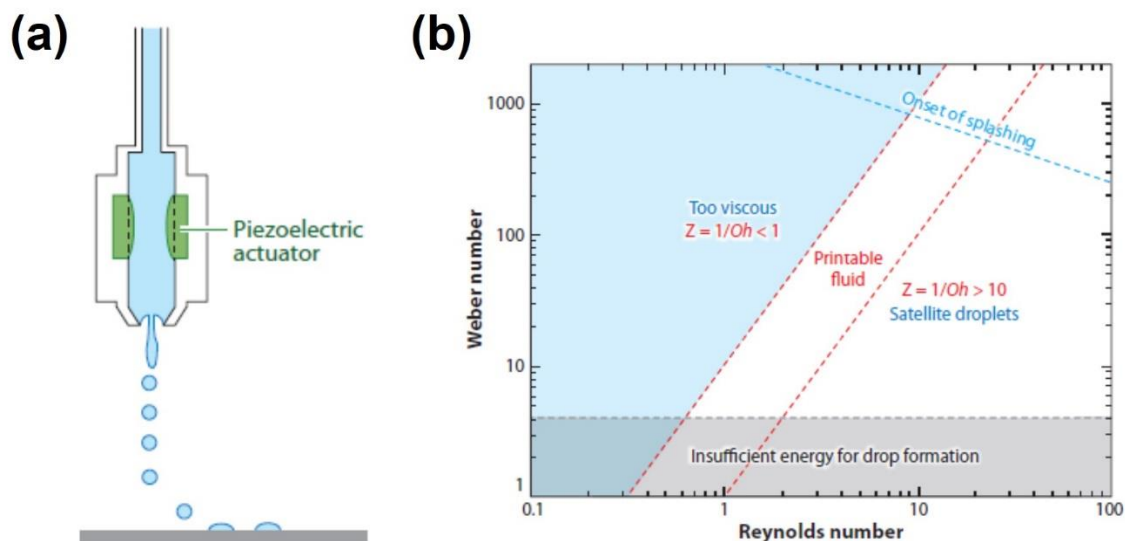 (a)
Piezoelectric
actuator
(b)
Weber number
1000
100
10
1
0.1
1
10
100
Reynolds number
Onset of splashing
Too viscous
Z = 1/Oh < 1
Printable
fluid
Z = 1/Oh > 10
Satellite droplets
Insufficient energy for drop formation